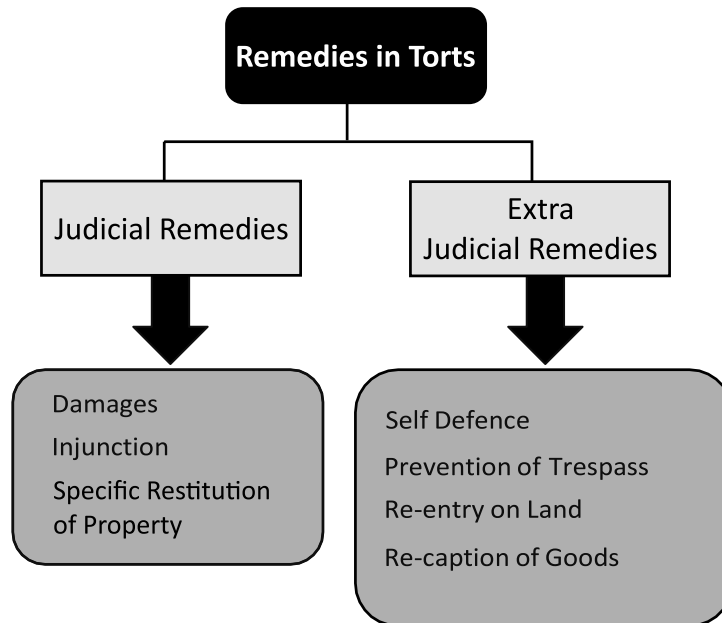 Remedies in Torts
Judicial Remedies
Extra
Judicial Remedies
Damages
Injunction
Specific Restitution
of Property
Self Defence
Prevention of Trespass
Re-entry on Land
Re-caption of Goods